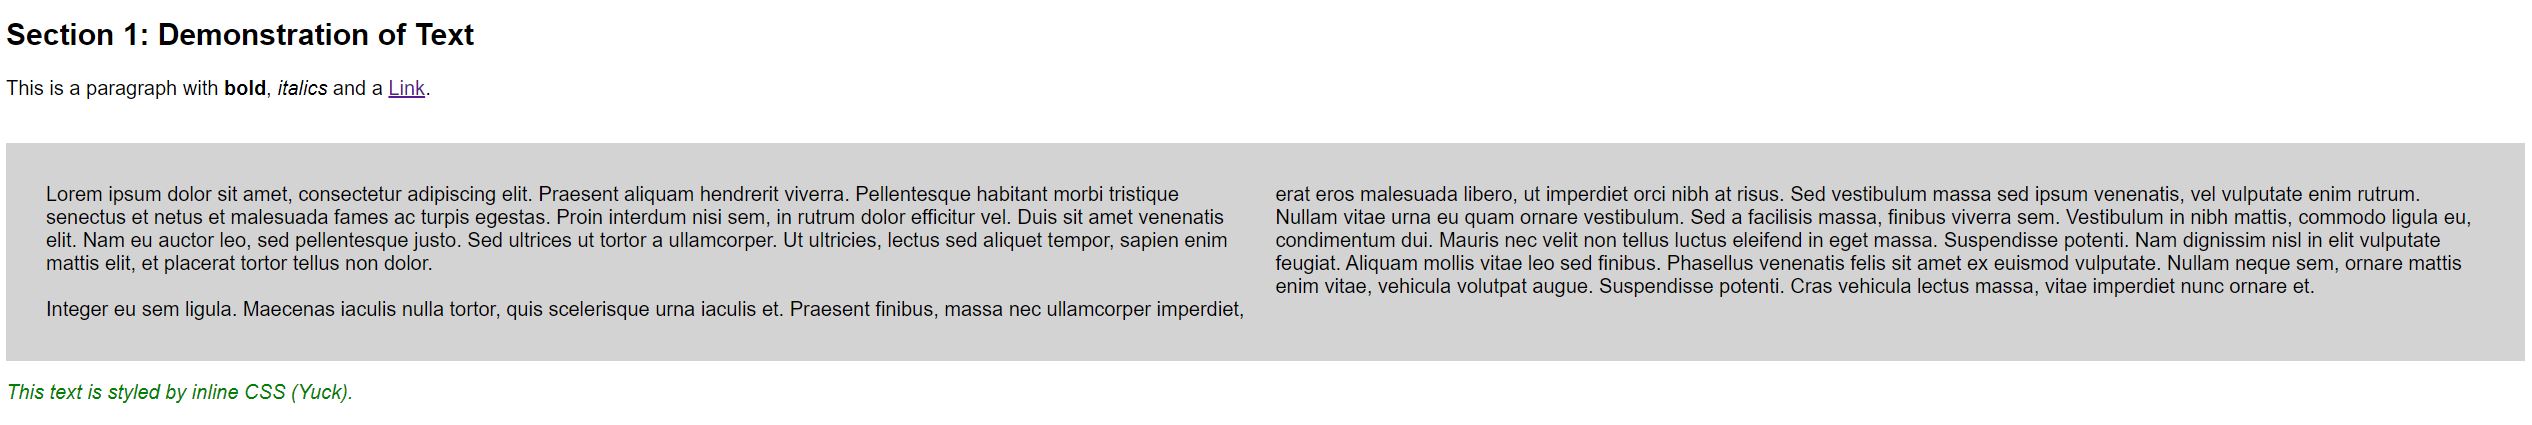 Section 1: Demonstration of Text
This is a paragraph with bold, italics and a Link.
Lorem ipsum dolor sit amet, consectetur adipiscing elit. Praesent aliquam hendrerit viverra. Pellentesque habitant morbi tristique
senectus et netus et malesuada fames ac turpis egestas. Proin interdum nisi sem, in rutrum dolor efficitur vel. Duis sit amet venenatis
elit. Nam eu auctor leo, sed pellentesque justo. Sed ultrices ut tortor a ullamcorper. Ut ultricies, lectus sed aliquet tempor, sapien enim
mattis elit, et placerat tortor tellus non dolor.
Integer eu sem ligula. Maecenas iaculis nulla tortor, quis scelerisque urna iaculis et. Praesent finibus, massa nec ullamcorper imperdiet,
erat eros malesuada libero, ut imperdiet orci nibh at risus. Sed vestibulum massa sed ipsum venenatis, vel vulputate enim rutrum.
Nullam vitae urna eu quam ornare vestibulum. Sed a facilisis massa, finibus viverra sem. Vestibulum in nibh mattis, commodo ligula eu,
condimentum dui. Mauris nec velit non tellus luctus eleifend in eget massa. Suspendisse potenti. Nam dignissim nisl in elit vulputate
feugiat. Aliquam mollis vitae leo sed finibus. Phasellus venenatis felis sit amet ex euismod vulputate. Nullam neque sem, ornare mattis
enim vitae, vehicula volutpat augue. Suspendisse potenti. Cras vehicula lectus massa, vitae imperdiet nunc ornare et.
This text is styled by inline CSS (Yuck).